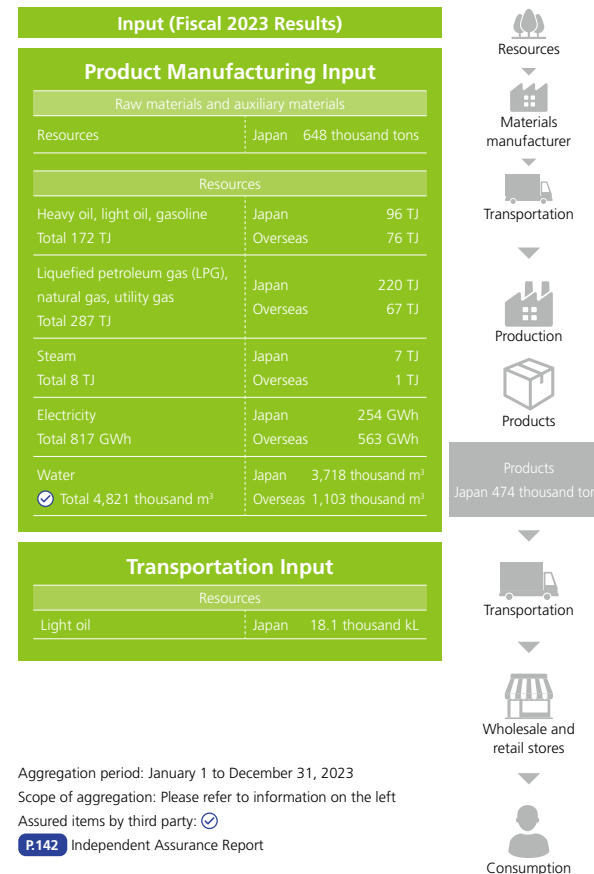 Input (Fiscal 2023 Results)
Product Manufacturing Input
Raw materials and auxiliary materials
Resources Japan 648 thousand tons
Resources
Heavy oil, light oil, gasoline Japan 96 TJ
Total 172 TJ Overseas 76 TJ
Liquefied petroleum gas (LPG),
natural gas, utility gas
Total 287 TJ
Japan 220 TJ
Overseas 67 TJ
Steam Japan 7 TJ
Total 8 TJ Overseas 1 TJ
Electricity Japan 254 GWh
Total 817 GWh Overseas 563 GWh
Water Japan 3,718 thousand m³
Total 4,821 thousand m³ Overseas 1,103 thousand m³
Transportation Input
Resources
Light oil Japan 18.1 thousand kL
Aggregation period: January 1 to December 31, 2023
Scope of aggregation: Please refer to information on the left
Assured items by third party:
P.142 Independent Assurance Report
Resources
Materials
manufacturer
Transportation
Production
Products
Products
Japan 474 thousand
Transportation
Wholesale and
retail stores
Consumption